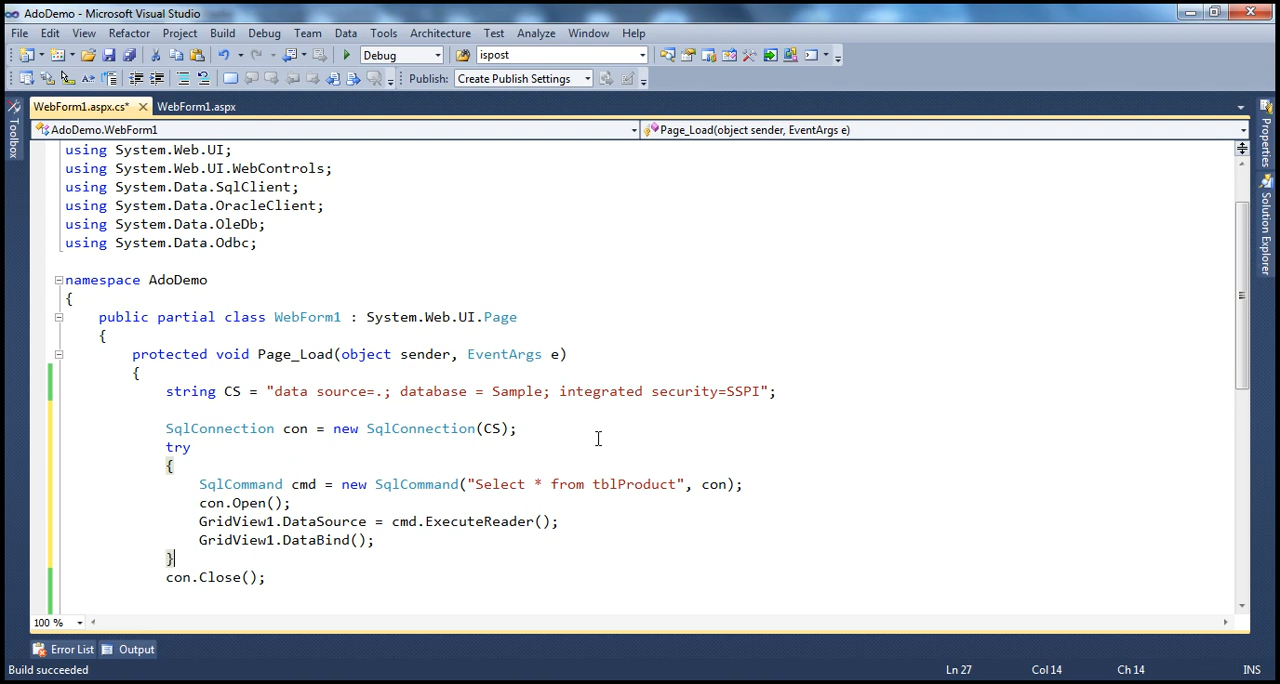 AdoDemo - Microsoft Visual Studio
File Edit View Refactor Project Build Debug Team Data Tools Architecture Test Analyze Window Help
Debug ispost
Publish: Create Publish Settings
WebForm1.aspx.cs* WebForm1.aspx
AdoDemo.WebForm1 Page_Load(object sender, EventArgs e)
Toolbox
Properties
Solution Explorer
using System.Web.UI;
using System.Web.UI.WebControls;
using System.Data.SqlClient;
using System.Data.OracleClient;
using System.Data.OleDb;
using System.Data.Odbc;
namespace AdoDemo
{
public partial class WebForm1 : System.Web.UI.Page
{
protected void Page_Load(object sender, EventArgs e)
{
string CS = "data source=.; database = Sample; integrated security=SSPI";
SqlConnection con = new SqlConnection(CS);
try
{
SqlCommand cmd = new SqlCommand("Select * from tblProduct", con);
con.Open();
GridView1.DataSource = cmd.ExecuteReader();
GridView1.DataBind();
}
con.Close();
100 %
Error List Output
Build succeeded Ln 27 Col 14 Ch 14 INS